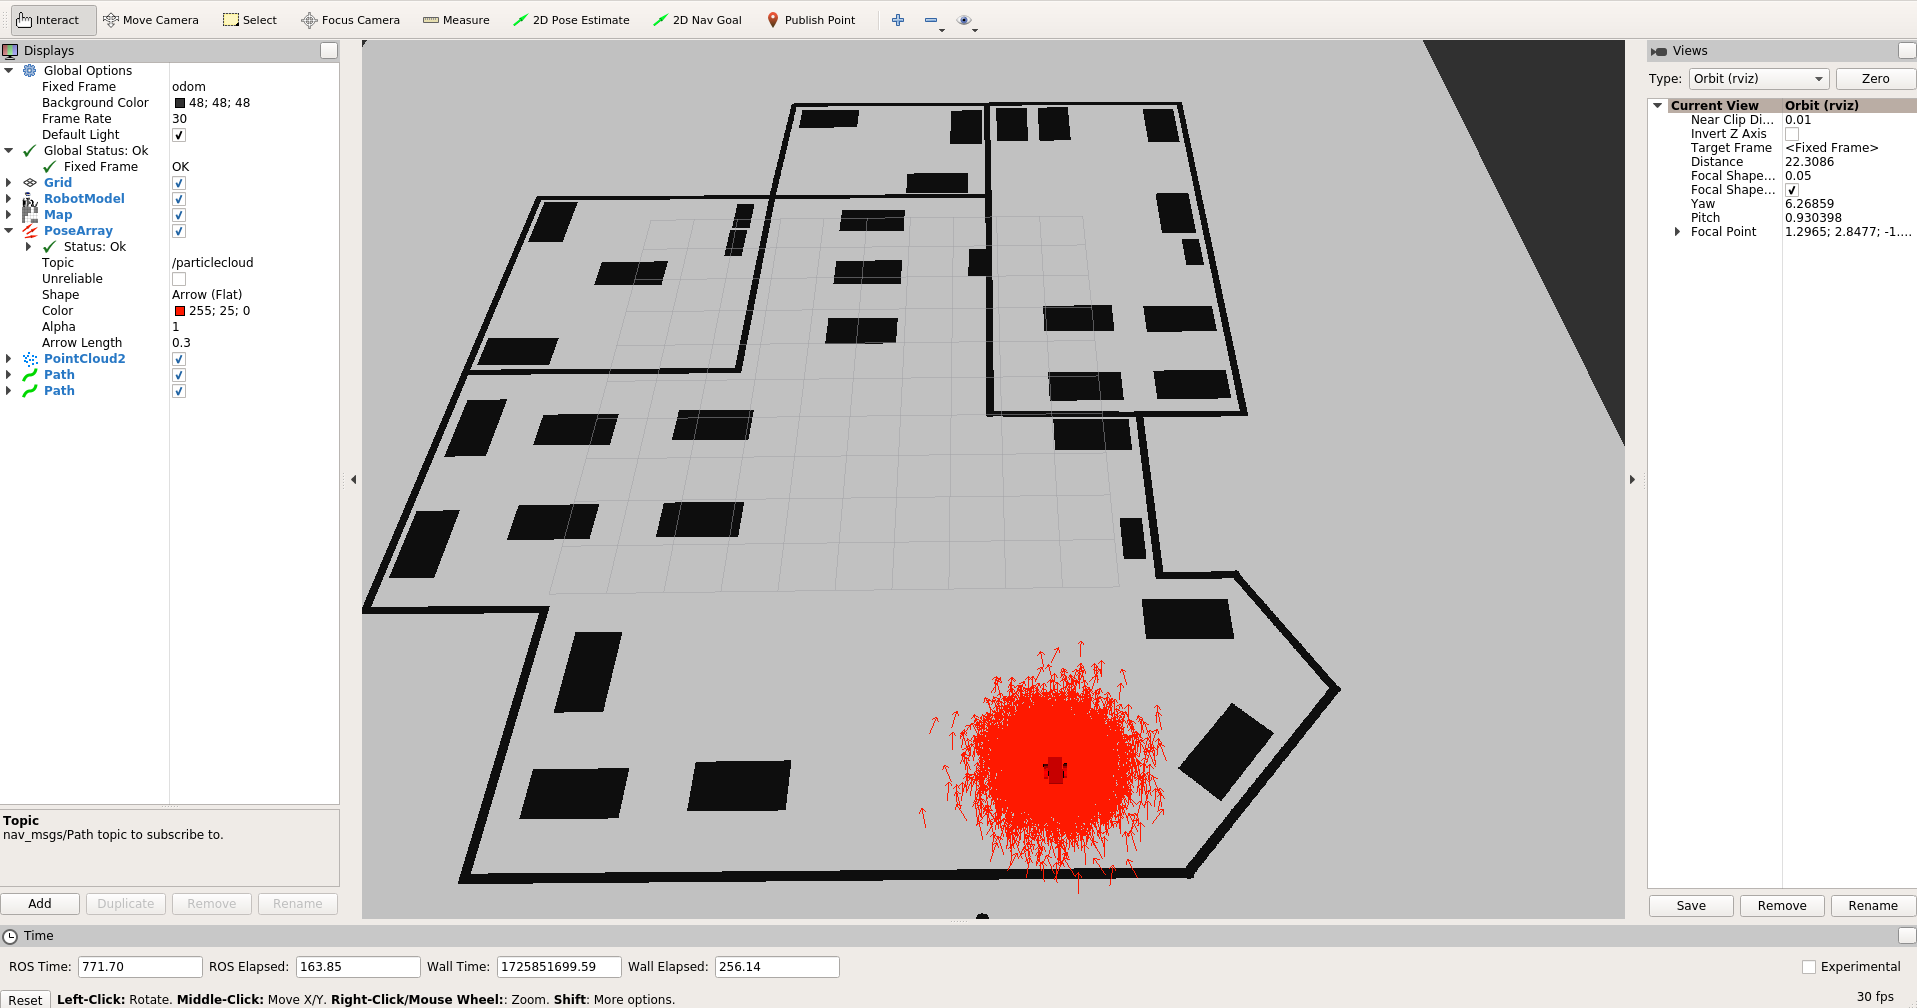 Interact Move Camera Select Focus Camera Measure 2D Pose Estimate 2D Nav Goal Publish Point
Displays
Global Options
Fixed Frame odom
Background Color 48; 48; 48
Frame Rate 30
Default Light
Global Status: Ok
Fixed Frame OK
Grid
RobotModel
Map
PoseArray
Status: Ok
Topic /particlecloud
Unreliable
Shape Arrow (Flat)
Color 255; 25; 0
Alpha 1
Arrow Length 0.3
PointCloud2
Path
Path
Topic
nav_msgs/Path topic to subscribe to.
Add Duplicate Remove Rename
Views
Type: Orbit (rviz) Zero
Current View Orbit (rviz)
Near Clip Di... 0.01
Invert Z Axis
Target Frame <Fixed Frame>
Distance 22.3086
Focal Shape... 0.05
Focal Shape...
Yaw 6.26859
Pitch 0.930398
Focal Point 1.2965; 2.8477; -1....
Save Remove Rename
Time
ROS Time: 771.70 ROS Elapsed: 163.85 Wall Time: 1725851699.59 Wall Elapsed: 256.14 Experimental
Reset Left-Click: Rotate. Middle-Click: Move X/Y. Right-Click/Mouse Wheel:: Zoom. Shift: More options. 30 fps